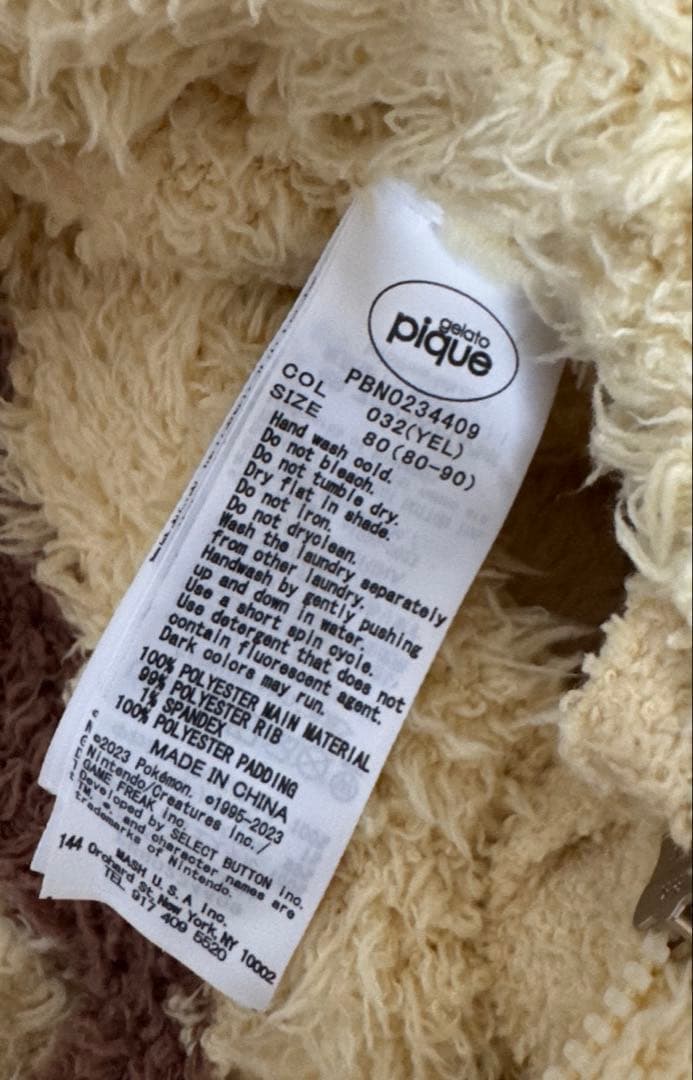 gelato
pique
PBN0234409
COL 032(YEL)
SIZE 80(80-90)
Hand wash cold.
Do not bleach.
Do not tumble dry.
Dry flat in shade.
Do not iron.
Do not dryclean.
Wash the laundry separately
from other laundry.
Handwash by gently pushing
up and down in water.
Use a short spin cycle.
Use detergent that does not
contain fluorescent agent.
Dark colors may run.
100% POLYESTER MAIN MATERIAL
99% POLYESTER RIB
1% SPANDEX
100% POLYESTER PADDING
MADE IN CHINA
©2023 Pokémon. ©1995-2023
Nintendo/Creatures Inc./
GAME FREAK inc.
Developed by SELECT BUTTON inc.
TM, ®, and character names are
trademarks of Nintendo.
MASH U.S.A Inc.
144 Orchard St, New York, NY 10002
TEL 917 409 5520